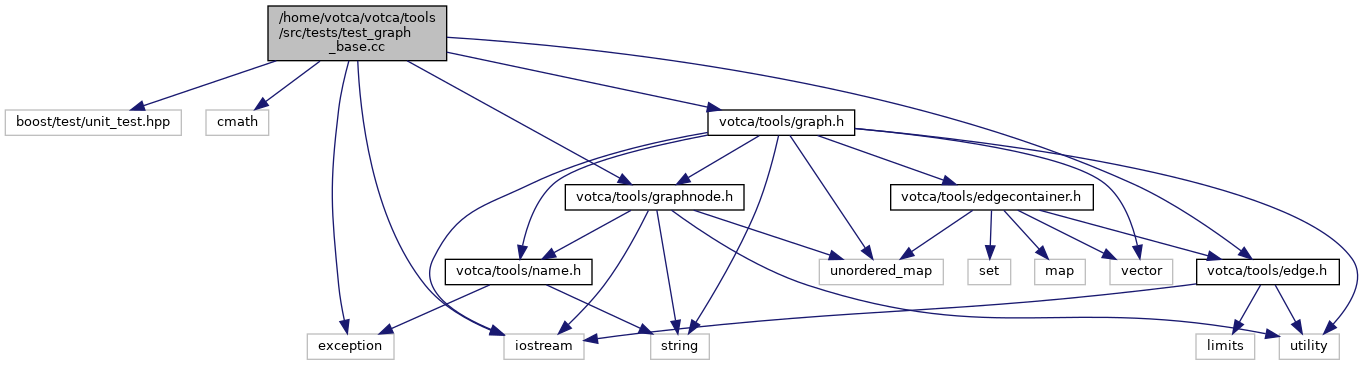 /home/votca/votca/tools
/src/tests/test_graph
_base.cc
boost/test/unit_test.hpp
cmath
votca/tools/graph.h
votca/tools/graphnode.h
votca/tools/edgecontainer.h
votca/tools/name.h
unordered_map
set
map
vector
votca/tools/edge.h
exception
iostream
string
limits
utility